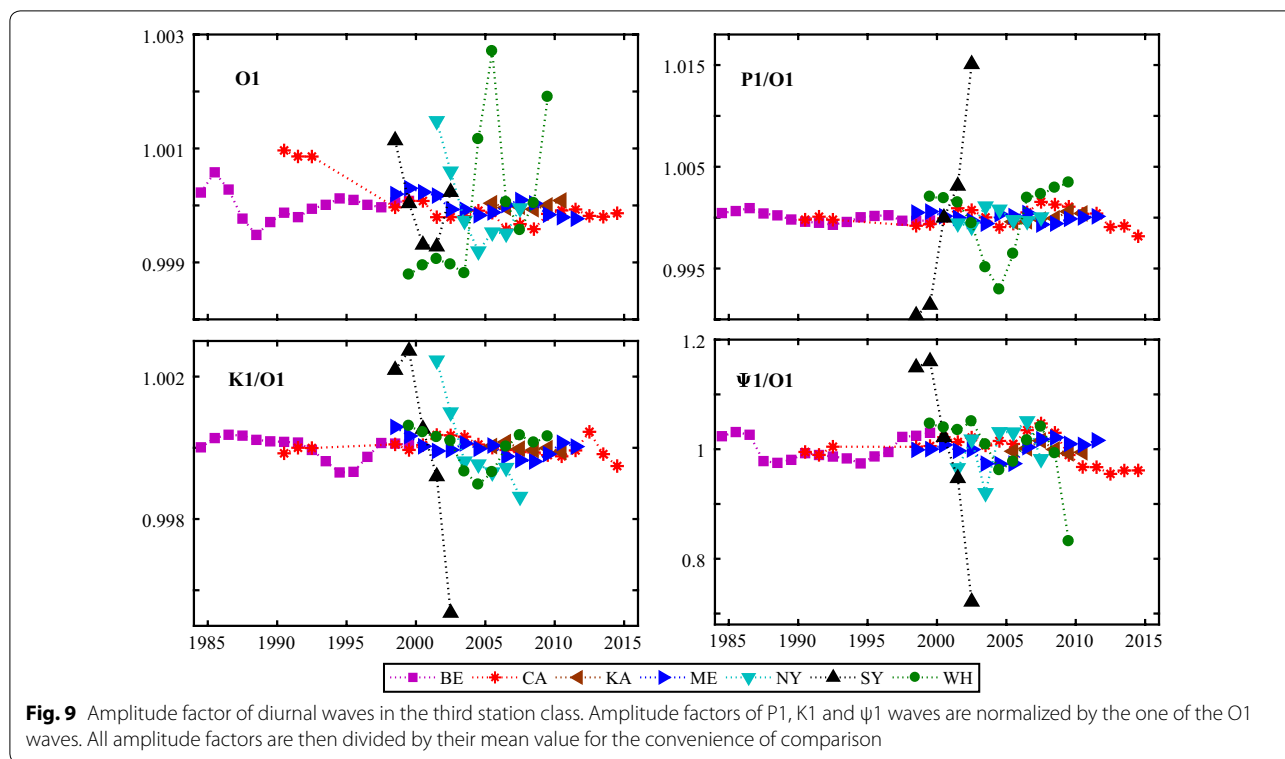 1.003
1.001
0.999
O1
1.015
1.005
0.995
P1/O1
1.002
0.998
K1/O1
1985 1990 1995 2000 2005 2010 2015
1.2
1
0.8
Ψ1/O1
1985 1990 1995 2000 2005 2010 2015
BE CA KA ME NY SY WH
Fig. 9 Amplitude factor of diurnal waves in the third station class. Amplitude factors of P1, K1 and ψ1 waves are normalized by the one of the O1
waves. All amplitude factors are then divided by their mean value for the convenience of comparison